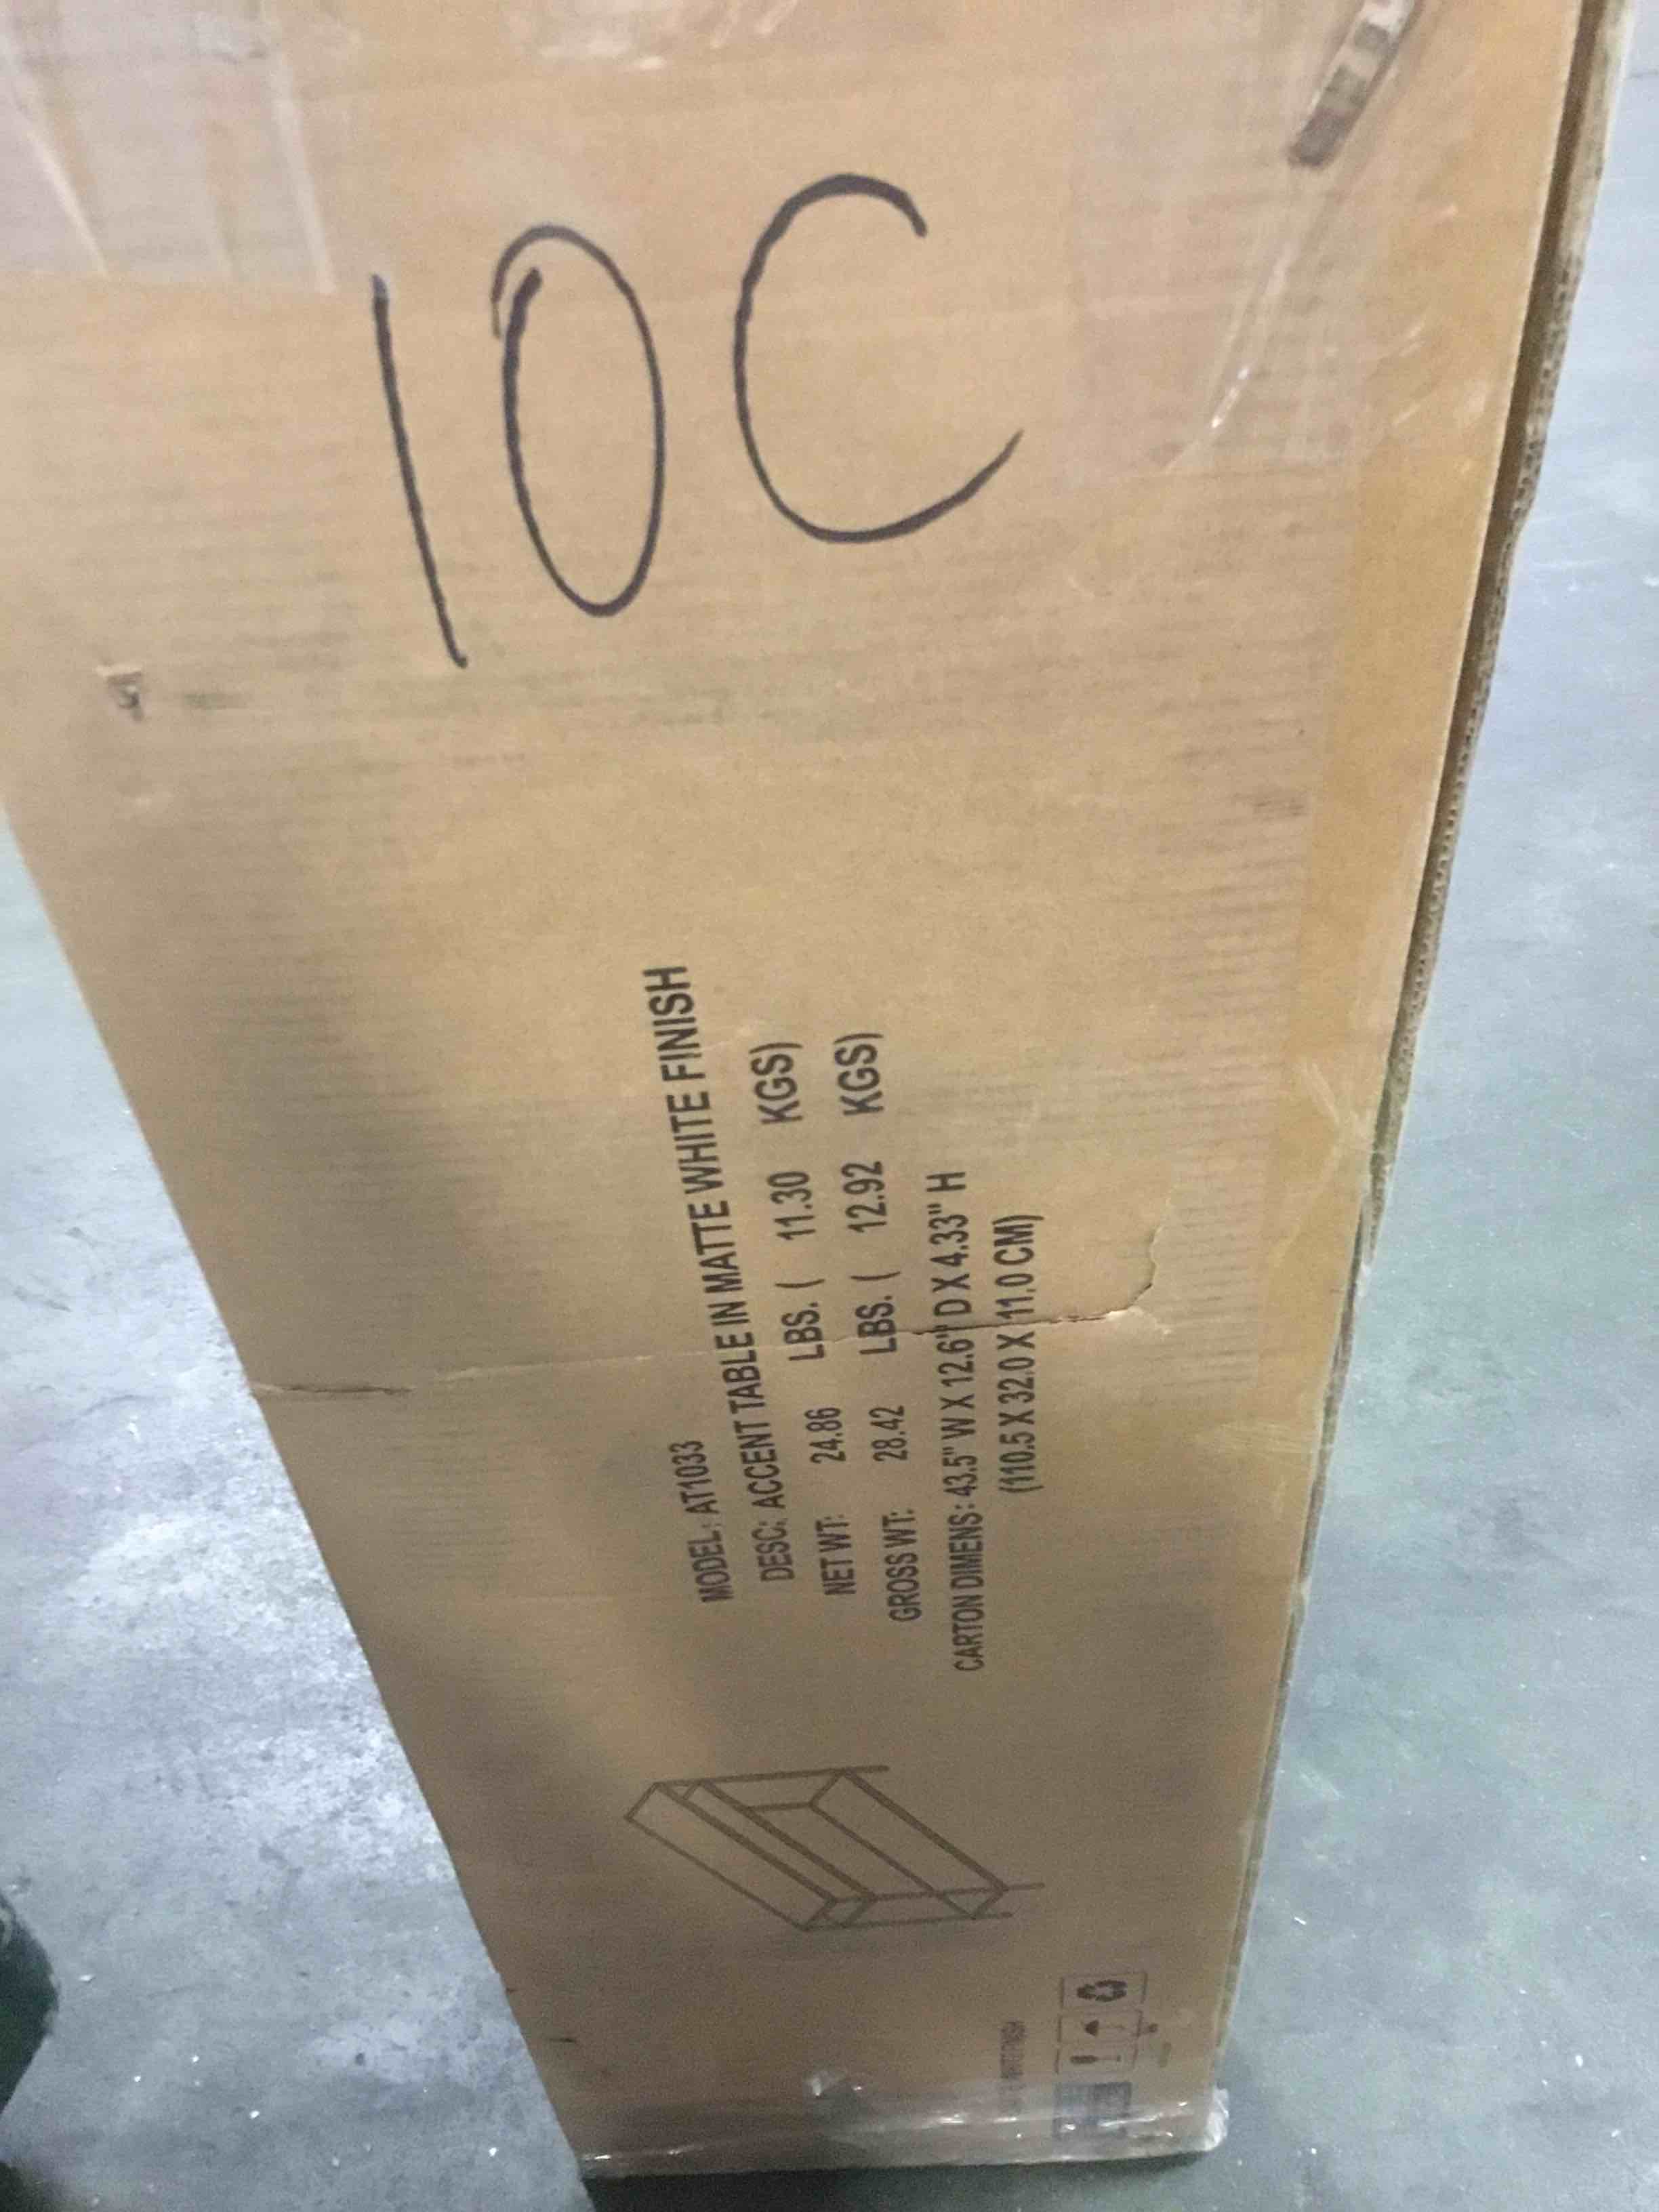 10C
MODEL: AT1033
DESC: ACCENT TABLE IN MATTE WHITE FINISH
NET WT: 24.86 LBS. ( 11.30 KGS)
GROSS WT: 28.42 LBS. ( 12.92 KGS)
CARTON DIMENS: 43.5" W X 12.6" D X 4.33" H
(110.5 X 32.0 X 11.0 CM)